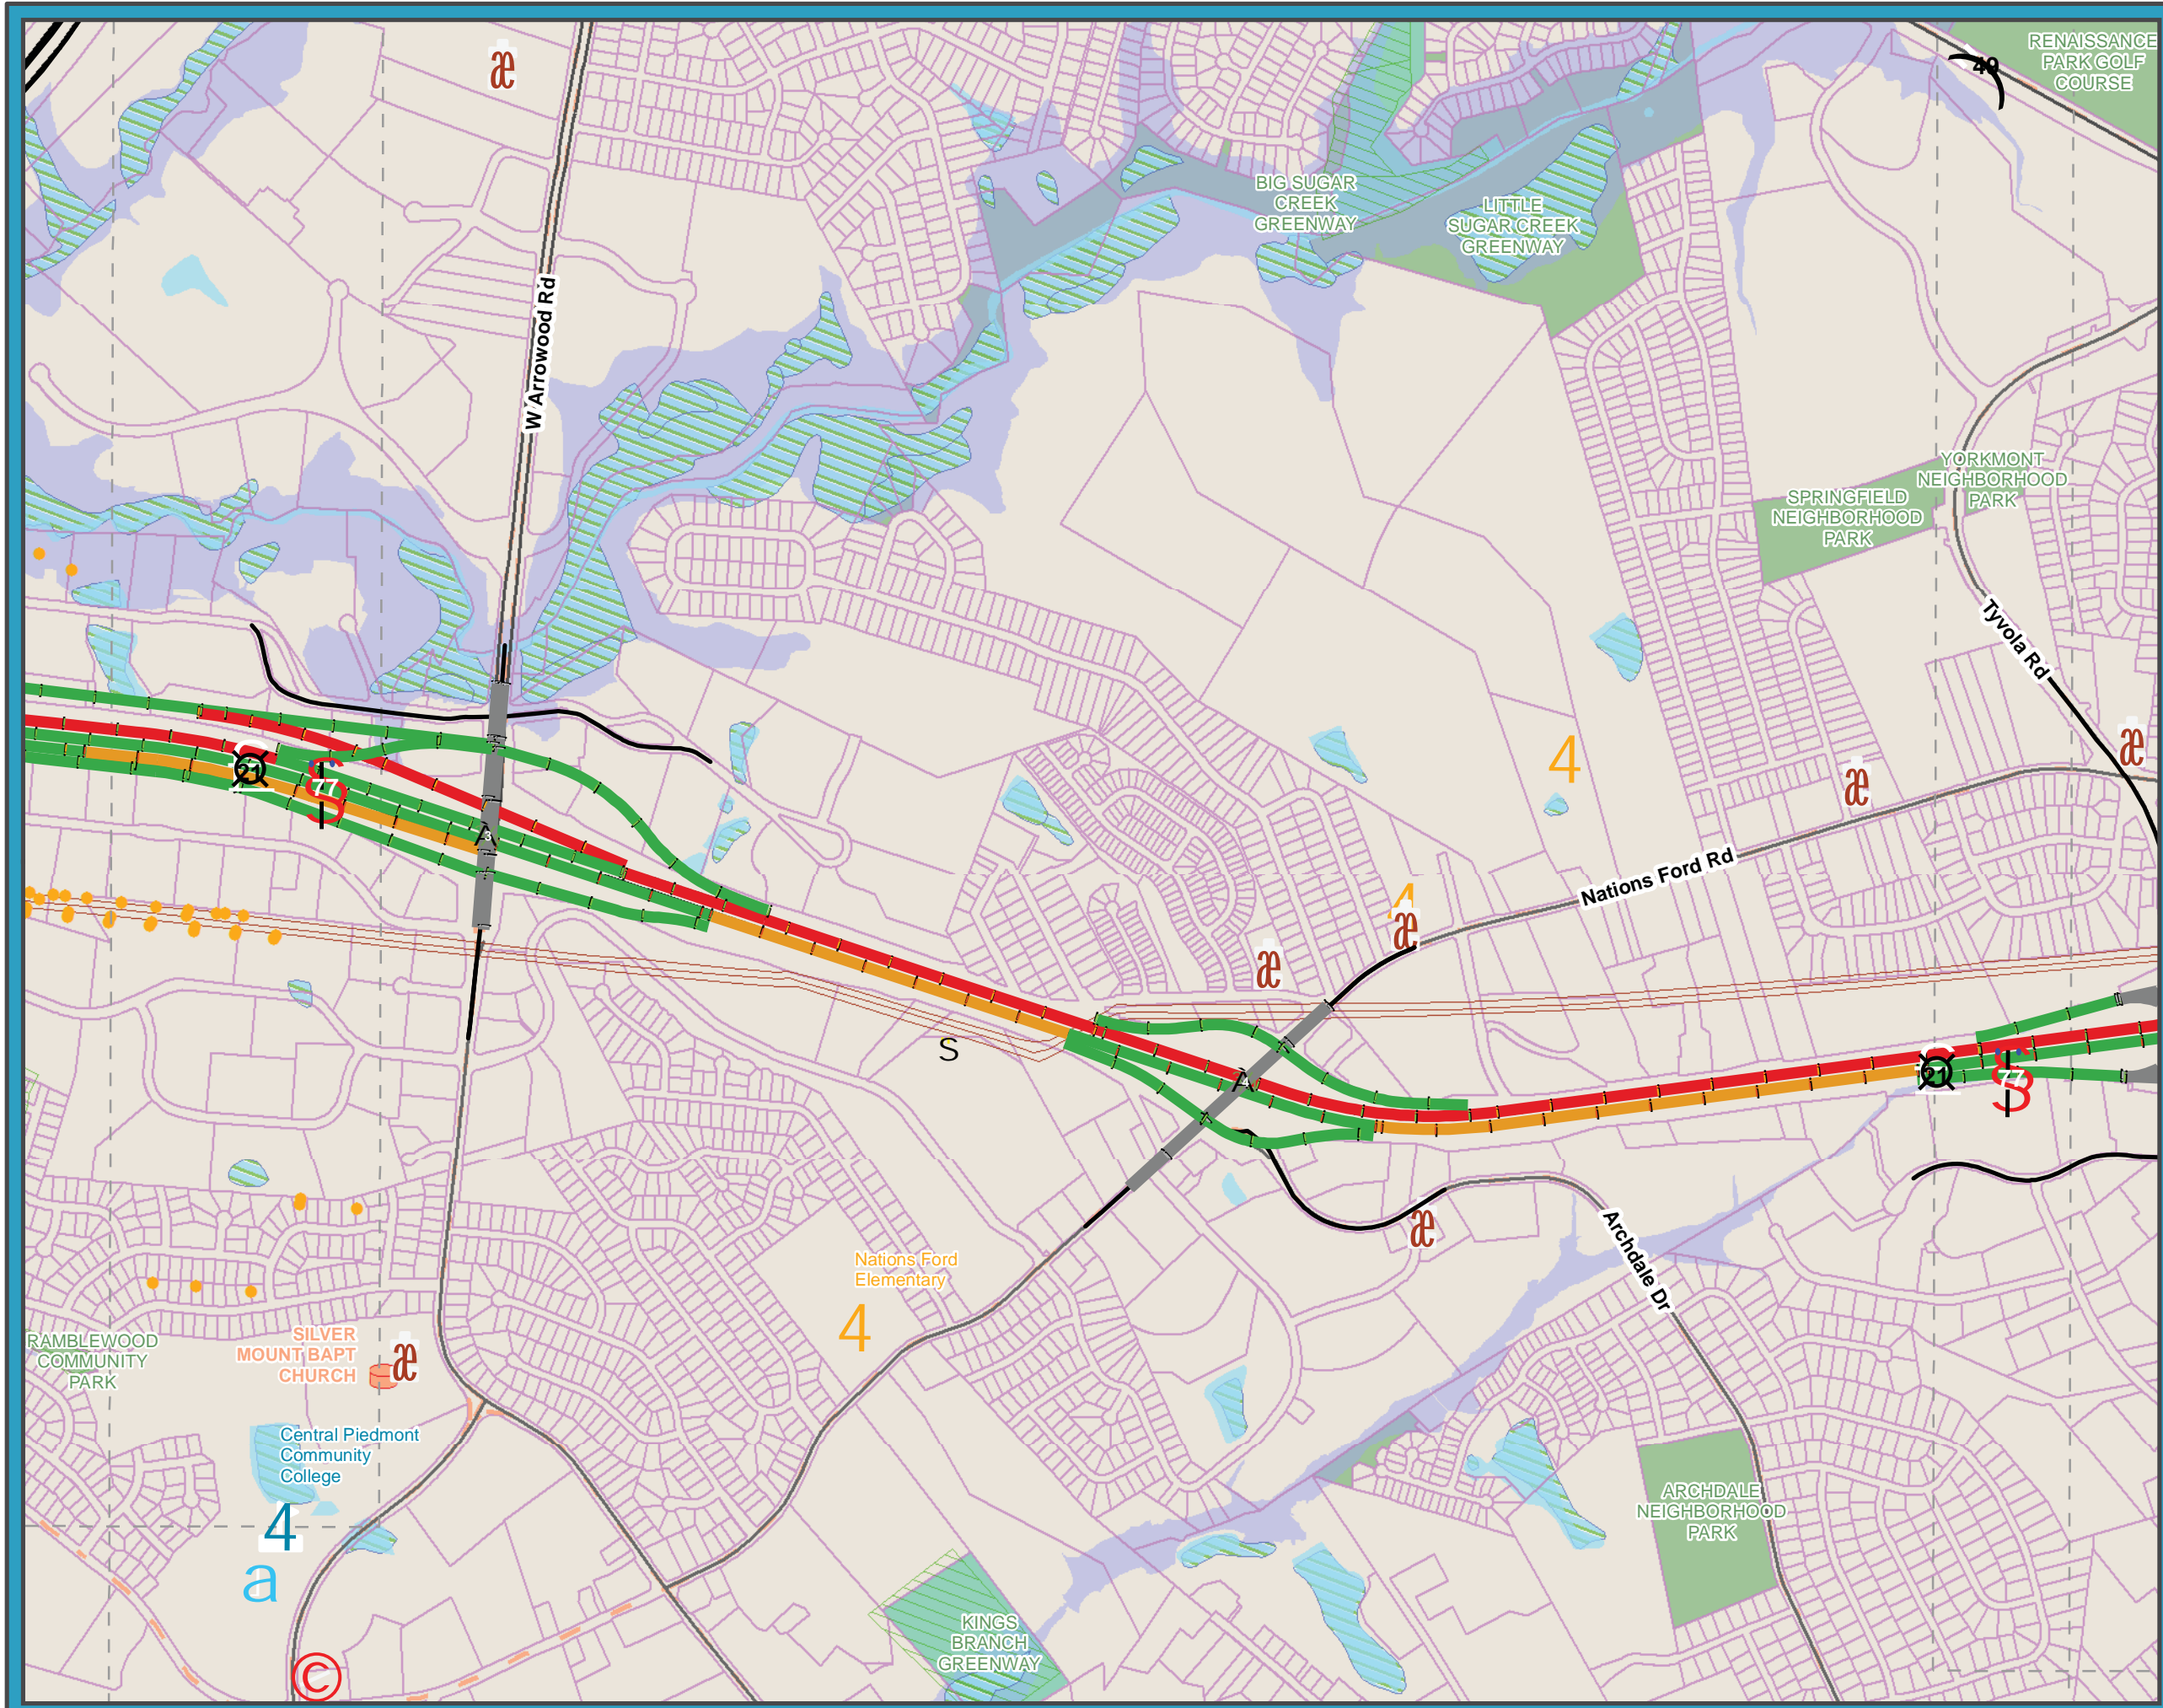 RENAISSANCE
PARK GOLF
COURSE
49
æ
BIG SUGAR
CREEK
GREENWAY
LITTLE
SUGAR CREEK
GREENWAY
W Arrowood Rd
YORKMONT
NEIGHBORHOOD
PARK
SPRINGFIELD
NEIGHBORHOOD
PARK
Tyvola Rd
æ
4
æ
21
77
S
À
Nations Ford Rd
4
æ
æ
S
À
21
77
S
æ
Archdale Dr
Nations Ford
Elementary
4
RAMBLEWOOD
COMMUNITY
PARK
SILVER
MOUNT BAPT
CHURCH
æ
Central Piedmont
Community
College
4
a
ARCHDALE
NEIGHBORHOOD
PARK
KINGS
BRANCH
GREENWAY
©